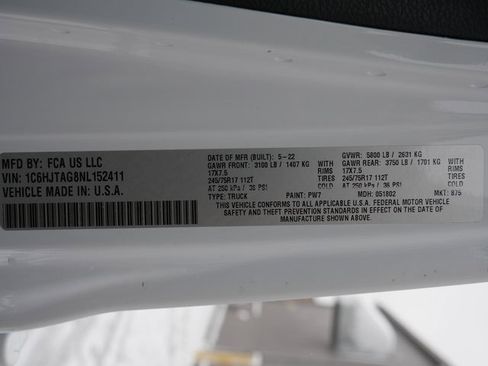 MFD BY: FCA US LLC
DATE OF MFR (BUILT): 5-22 GVWR: 5800 LB / 2631 KG
GAWR FRONT: 3100 LB / 1407 KG GAWR REAR: 3750 LB / 1701 KG
VIN: 1C6HJTAG8NL152411
17X7.5 RIMS 17X7.5 RIMS
WITH WITH
245/75R17 112T TIRES 245/75R17 112T TIRES
VEHICLE MADE IN U.S.A.
AT 250 kPa / 36 PSI AT 250 kPa / 36 PSI
TYPE: TRUCK PAINT: PW7 MDH: 051802 MKT: 875
THIS VEHICLE CONFORMS TO ALL APPLICABLE U.S.A. FEDERAL MOTOR VEHICLE
SAFETY AND THEFT PREVENTION STANDARDS IN EFFECT ON THE DATE OF
MANUFACTURE SHOWN ABOVE.